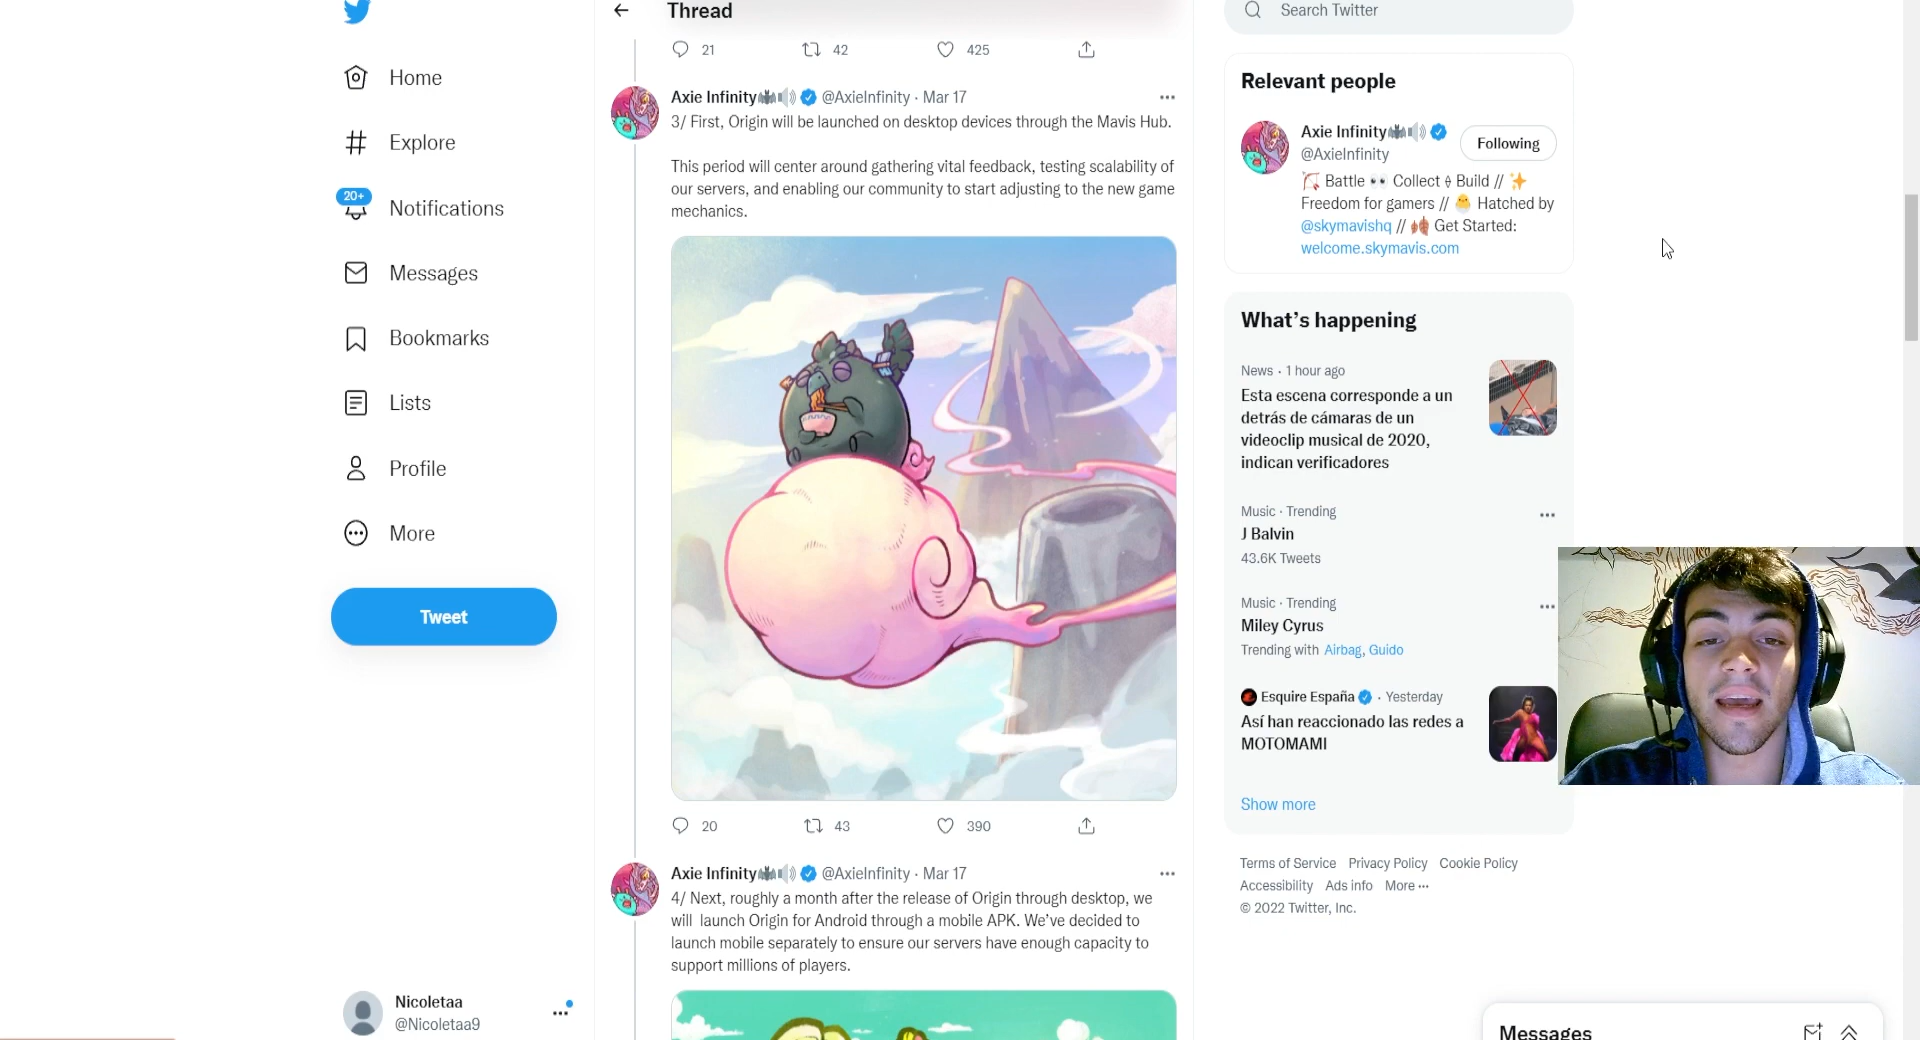 Thread
Search Twitter
Home
Explore
20+
Notifications
Messages
Bookmarks
Lists
Profile
More
Tweet
Nicoletaa
@Nicoletaa9
21 42 425
Axie Infinity @AxieInfinity · Mar 17
3/ First, Origin will be launched on desktop devices through the Mavis Hub.
This period will center around gathering vital feedback, testing scalability of
our servers, and enabling our community to start adjusting to the new game
mechanics.
20 43 390
Axie Infinity @AxieInfinity · Mar 17
4/ Next, roughly a month after the release of Origin through desktop, we
will launch Origin for Android through a mobile APK. We've decided to
launch mobile separately to ensure our servers have enough capacity to
support millions of players.
Relevant people
Axie Infinity
@AxieInfinity
Following
Battle Collect Build //
Freedom for gamers // Hatched by
@skymavishq // Get Started:
welcome.skymavis.com
What's happening
News · 1 hour ago
Esta escena corresponde a un
detrás de cámaras de un
videoclip musical de 2020,
indican verificadores
Music · Trending
J Balvin
43.6K Tweets
Music · Trending
Miley Cyrus
Trending with Airbag, Guido
Esquire España · Yesterday
Así han reaccionado las redes a
MOTOMAMI
Show more
Terms of Service Privacy Policy Cookie Policy
Accessibility Ads info More ···
© 2022 Twitter, Inc.
Messages